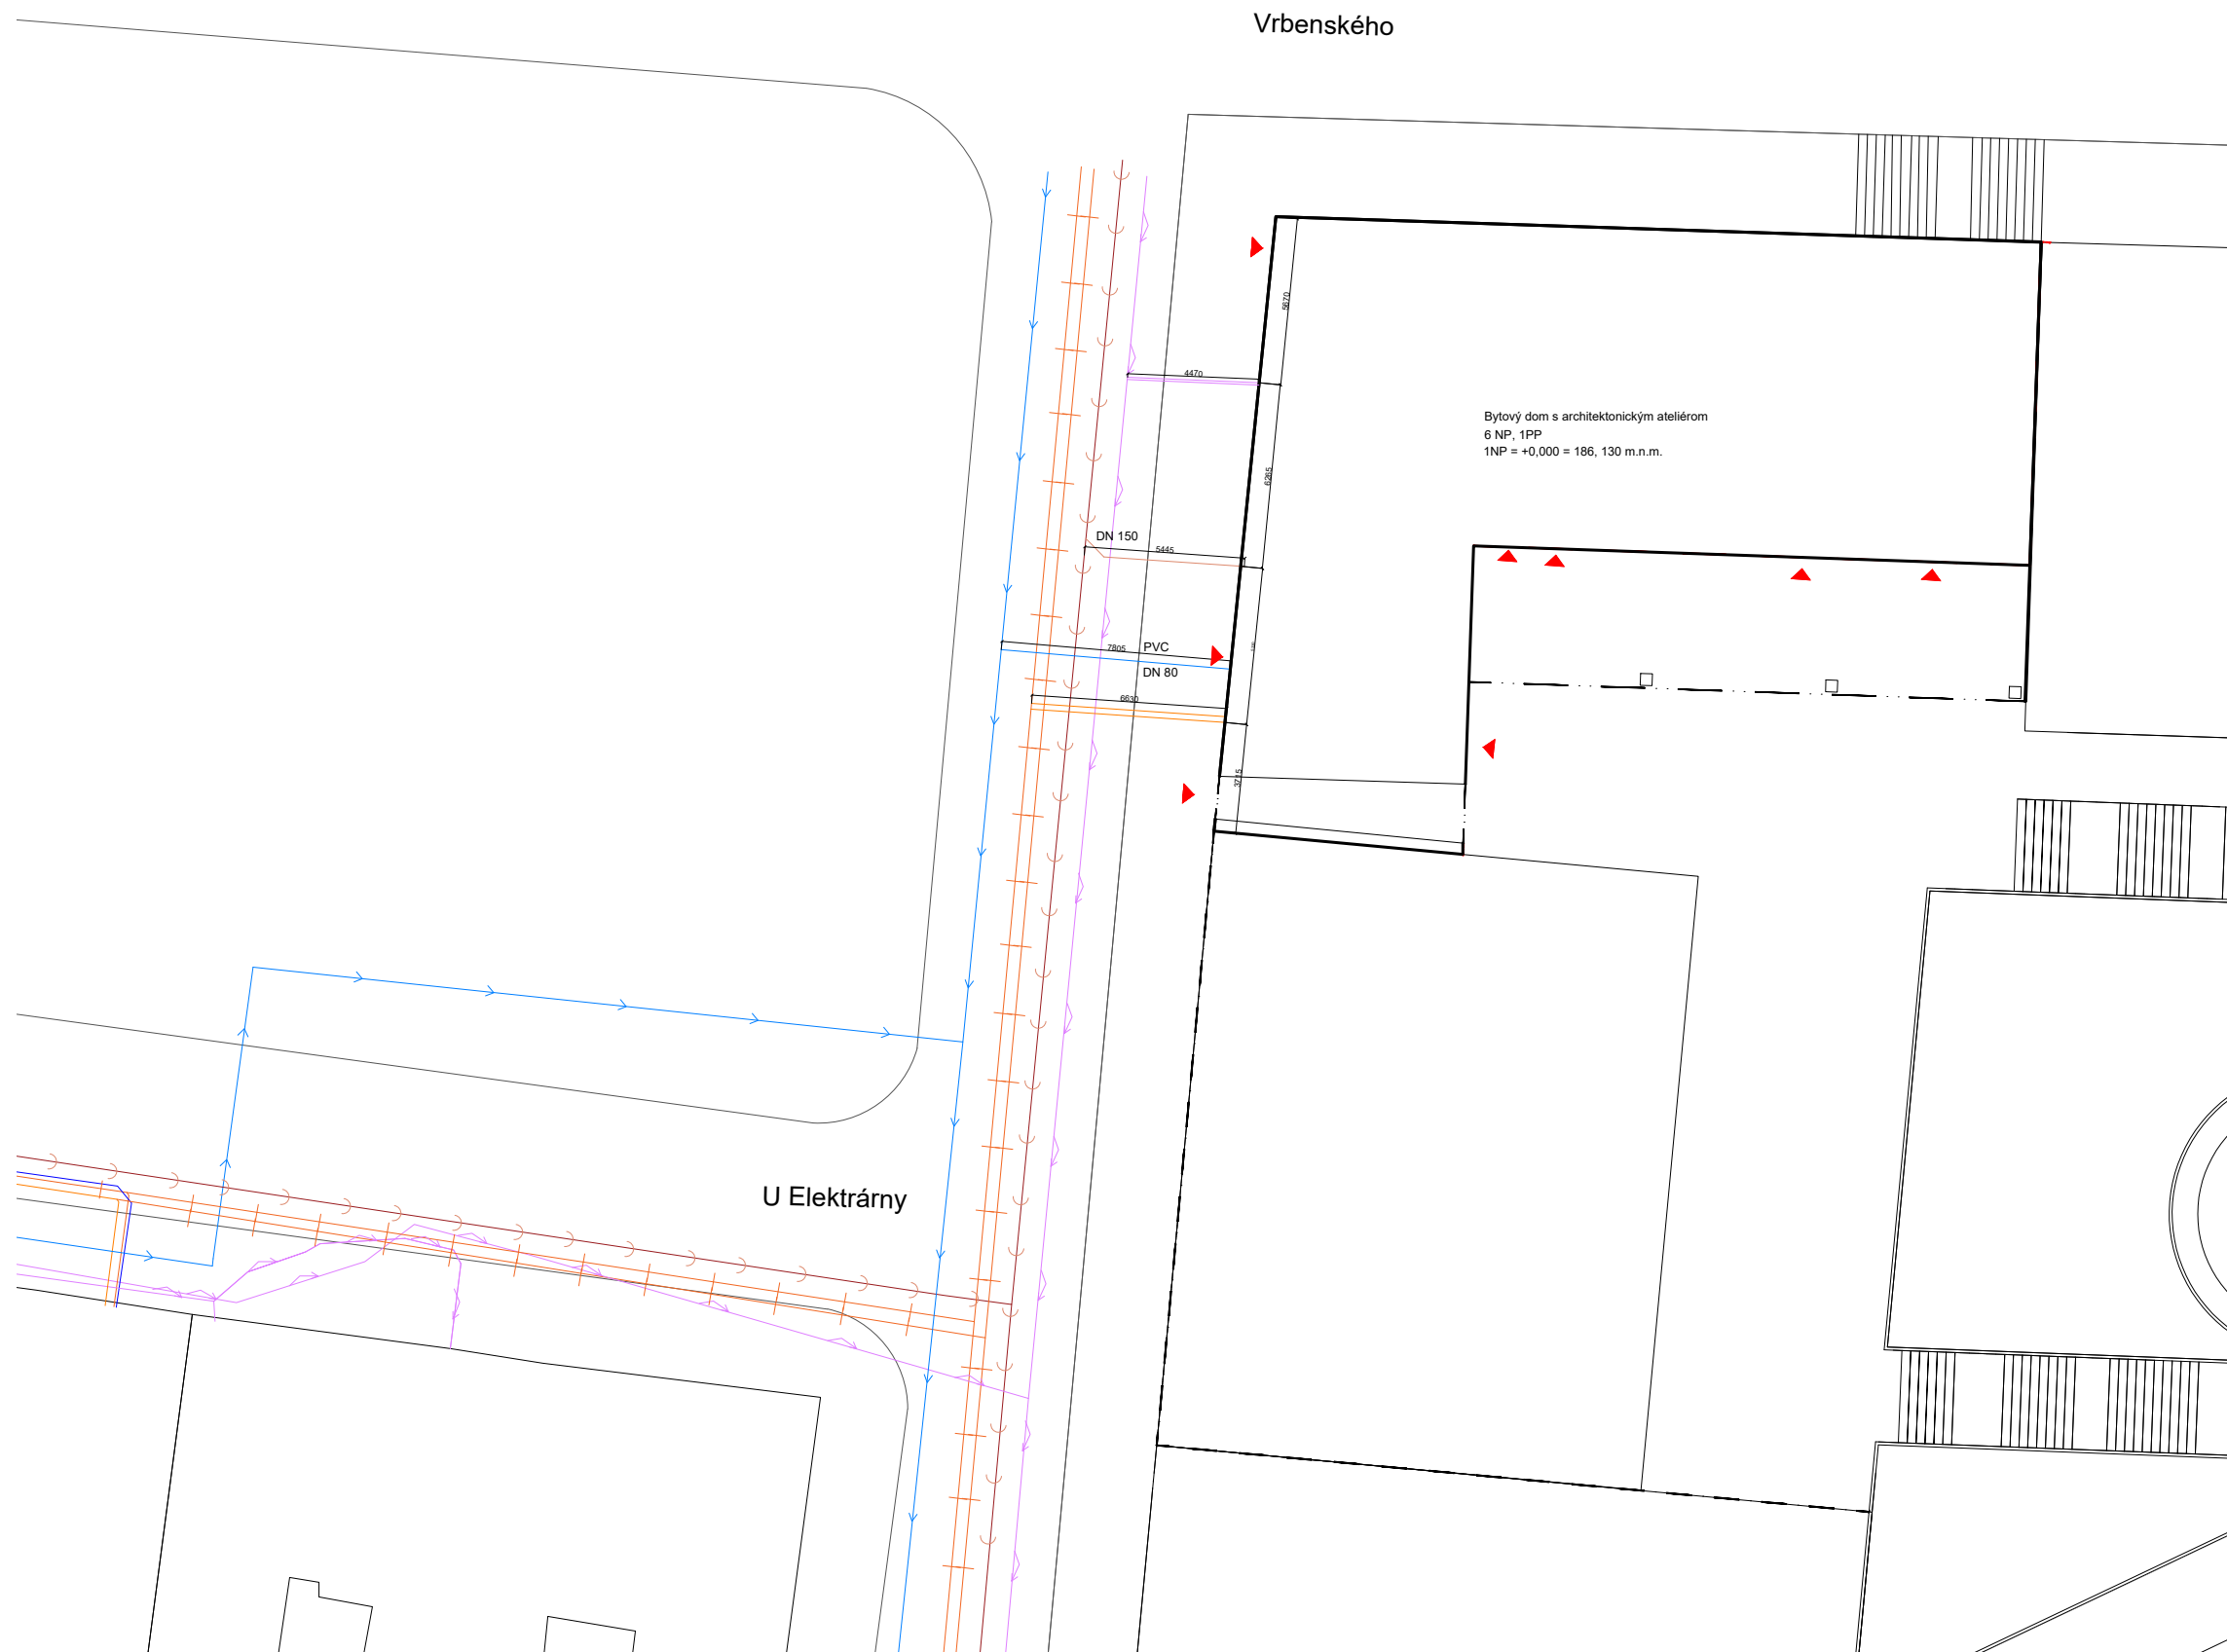 Vrbenského
5670
4470
Bytový dom s architektonickým ateliérom
6 NP, 1PP
1NP = +0,000 = 186, 130 m.n.m.
6265
DN 150
5445
7805
PVC
DN 80
6630
3715
U Elektrárny